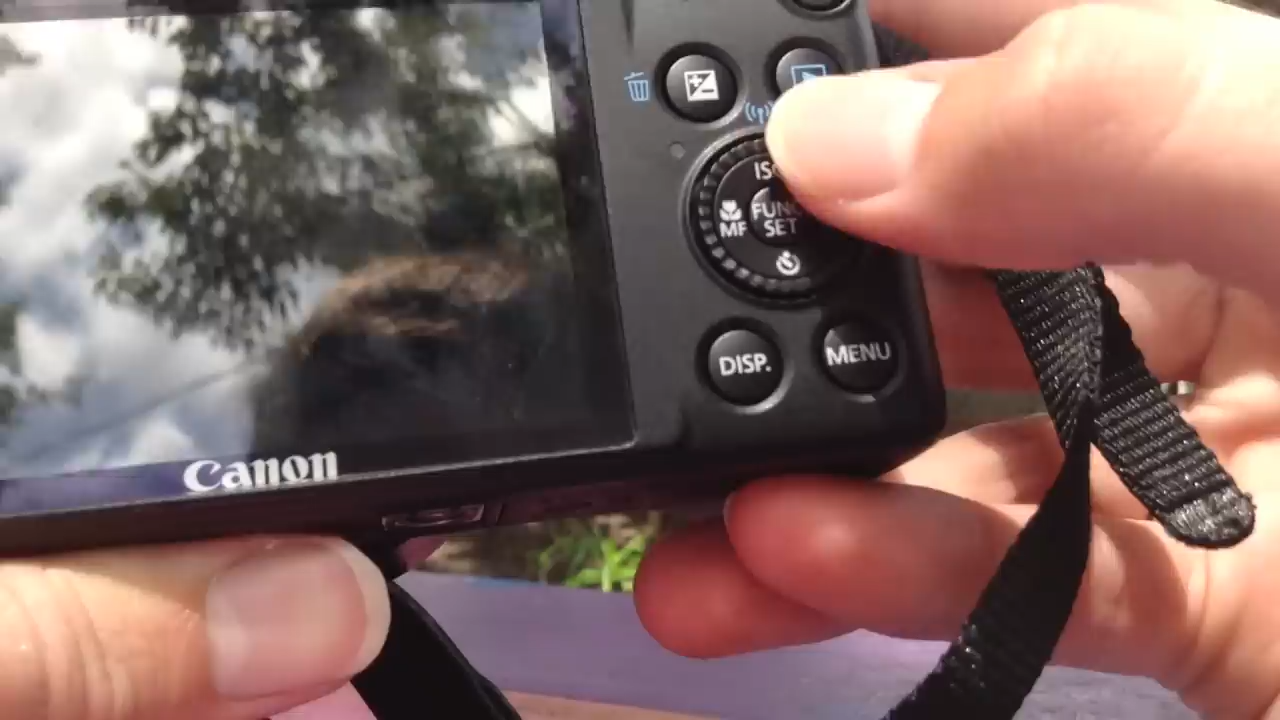 ISO
FUNC
SET
MF
DISP.
MENU
Canon